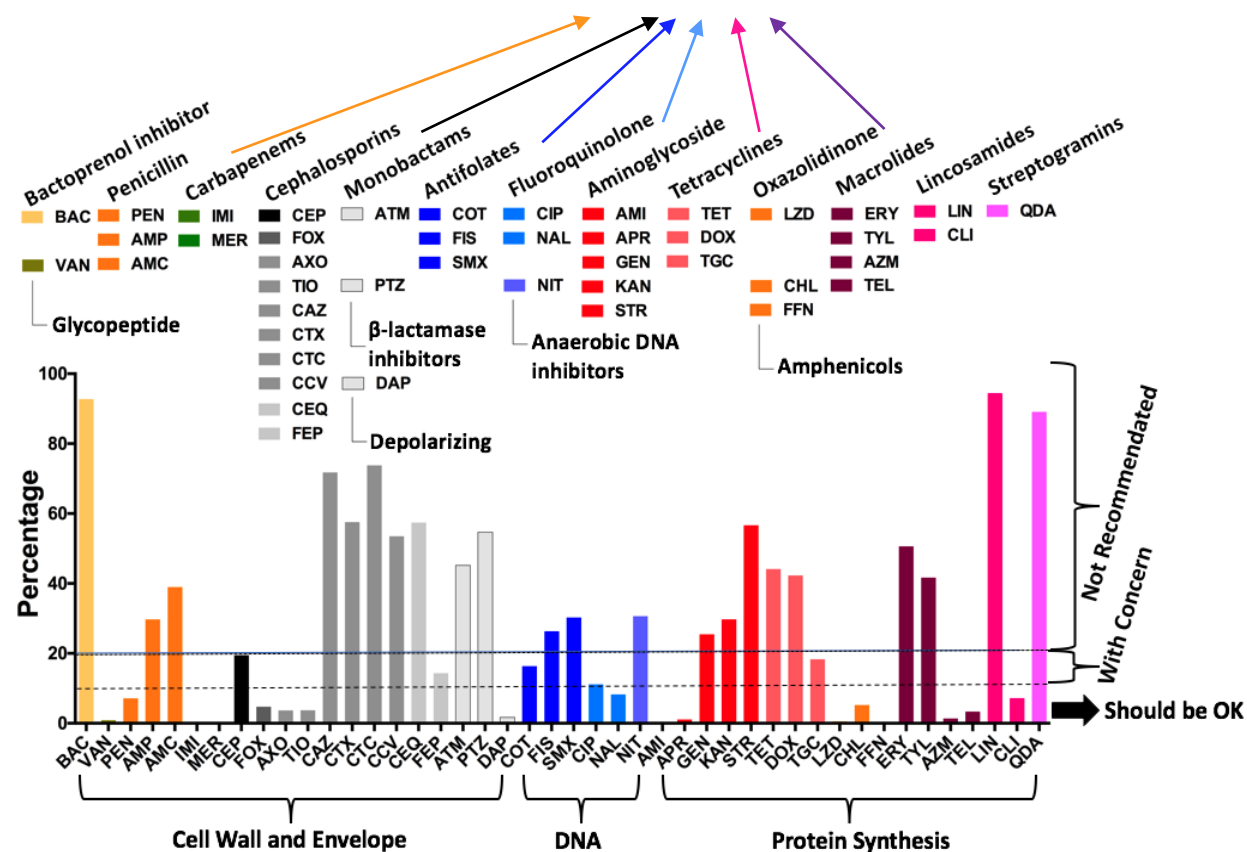 Bactoprenol inhibitor
Penicillin
Carbapenems
Cephalosporins
Monobactams
Antifolates
Fluroquinolone
Aminoglycoside
Tetracyclines
Oxazolidinone
Macrolides
Lincosamides
Streptogramins
BAC
VAN
Glycopeptide
PEN
AMP
AMC
IMI
MER
CEP
FOX
AXO
TIO
CAZ
CTX
CTC
CCV
CEQ
FEP
ATM
PTZ
β-lactamase
inhibitors
DAP
Depolarizing
COT
FIS
SMX
CIP
NAL
NIT
Anaerobic DNA
inhibitors
AMI
APR
GEN
KAN
STR
TET
DOX
TGC
LZD
CHL
FFN
Amphenicols
ERY
TYL
AZM
TEL
LIN
CLI
QDA
Percentage
100
80
60
40
20
0
Not Recommendated
With Concern
Should be OK
BAC VAN PEN AMP AMC IMI MER CEP FOX AXO TIO CAZ CTX CTC CCV CEQ FEP ATM PTZ DAP COT FIS SMX CIP NAL NIT AMI APR GEN KAN STR TET DOX TGC LZD CHL FFN ERY TYL AZM TEL LIN CLI QDA
Cell Wall and Envelope
DNA
Protein Synthesis